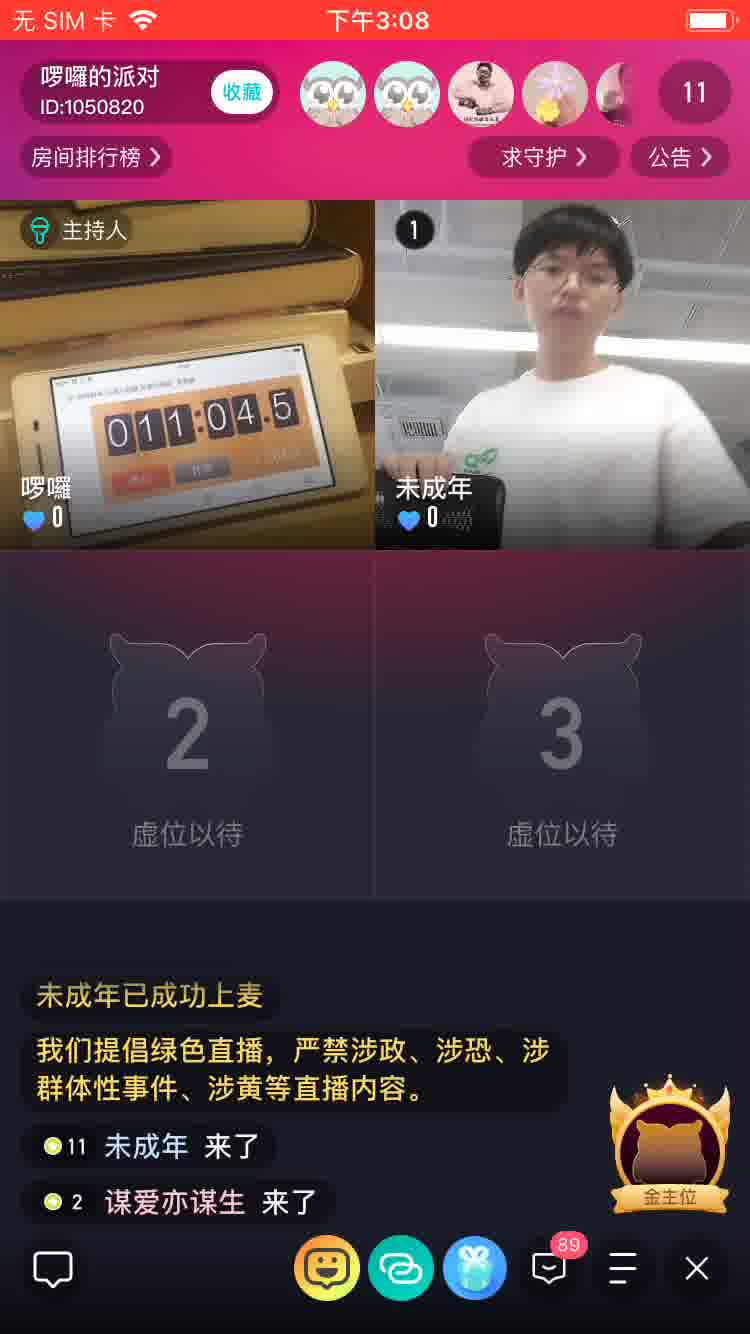 无 SIM 卡
下午3:08
啰囉的派对
ID:1050820
收藏
11
房间排行榜
求守护
公告
主持人
1
011:04.5
啰囉
0
未成年
0
2
虚位以待
3
虚位以待
未成年已成功上麦
我们提倡绿色直播，严禁涉政、涉恐、涉
群体性事件、涉黄等直播内容。
11 未成年 来了
2 谋爱亦谋生 来了
金主位
89